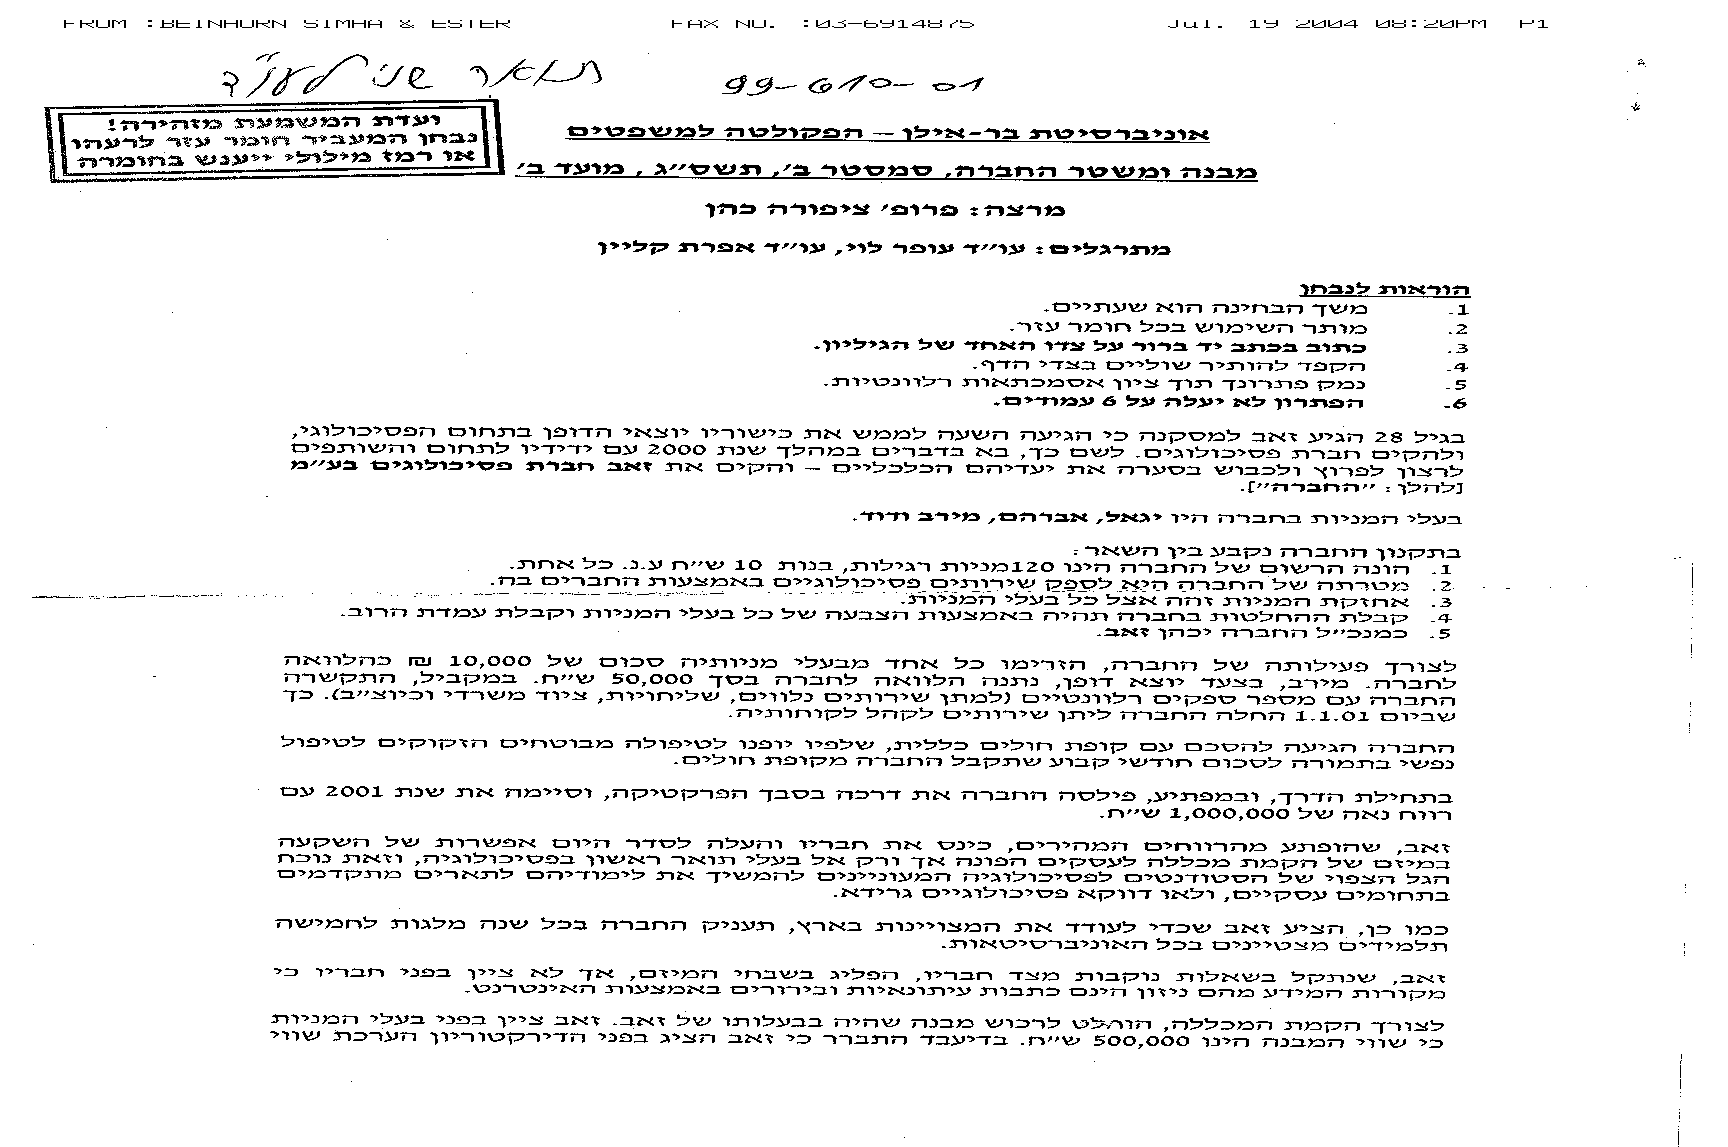 FROM :BEINHORN SIMHA & ESTER FAX NO. :03-6914875 Jul. 19 2004 08:20PM P1
תואר שני לעו"ד 99-610-01
ועדת המשמעת מזהירה!
נבחן המעביר חומר עזר לרעהו
או רמז מילולי ייענש בחומרה
אוניברסיטת בר-אילן – הפקולטה למשפטים
מבנה ומשטר החברה, סמסטר ב', תשס"ג, מועד ב'
מרצה: פרופ' ציפורה כהן
מתרגלים: עו"ד עופר לוי, עו"ד אפרת קליין
הוראות לנבחן
1. משך הבחינה הוא שעתיים.
2. מותר השימוש בכל חומר עזר.
3. כתוב בכתב יד ברור על צדו האחד של הגיליון.
4. הקפד להותיר שוליים בצדי הדף.
5. נמק פתרונך תוך ציון אסמכתאות רלוונטיות.
6. הפתרון לא יעלה על 6 עמודים.
בגיל 28 הגיע זאב למסקנה כי הגיעה השעה לממש את כישוריו יוצאי הדופן בתחום הפסיכולוגי,
ולהקים חברת פסיכולוגים. לשם כך, בא בדברים במהלך שנת 2000 עם ידידיו לתחום והשותפים
לרצון לפרוץ ולכבוש בסערה את יעדיהם הכלכליים – והקים את זאב חברת פסיכולוגים בע"מ
[להלן: "החברה"].
בעלי המניות בחברה היו יגאל, אברהם, מירב ודוד.
בתקנון החברה נקבע בין השאר:
1. הונה הרשום של החברה הינו 120מניות רגילות, בנות 10 ש"ח ע.נ. כל אחת.
2. מטרתה של החברה היא לספק שירותים פסיכולוגיים באמצעות החברים בה.
3. אחזקת המניות זהה אצל כל בעלי המניות.
4. קבלת ההחלטות בחברה תהיה באמצעות הצבעה של כל בעלי המניות וקבלת עמדת הרוב.
5. כמנכ"ל החברה יכהן זאב.
לצורך פעילותה של החברה, הזרימו כל אחד מבעלי מניותיה סכום של 10,000 ₪ כהלוואה
לחברה. מירב, בצעד יוצא דופן, נתנה הלוואה לחברה בסך 50,000 ש"ח. במקביל, התקשרה
החברה עם מספר ספקים רלוונטיים (למתן שירותים נלווים, שליחויות, ציוד משרדי וכיוצ"ב). כך
שביום 1.1.01 החלה החברה ליתן שירותים לקהל לקוחותיה.
החברה הגיעה להסכם עם קופת חולים כללית, שלפיו יופנו לטיפולה מבוטחים הזקוקים לטיפול
נפשי בתמורה לסכום חודשי קבוע שתקבל החברה מקופת חולים.
בתחילת הדרך, ובמפתיע, פילסה החברה את דרכה בסבך הפרקטיקה, וסיימה את שנת 2001 עם
רווח נאה של 1,000,000 ש"ח.
זאב, שהופתע מהרווחים המהירים, כינס את חבריו והעלה לסדר היום אפשרות של השקעה
במיזם של הקמת מכללה לעסקים הפונה אך ורק אל בעלי תואר ראשון בפסיכולוגיה, וזאת נוכח
הגל הצפוי של הסטודנטים לפסיכולוגיה המעוניינים להמשיך את לימודיהם לתארים מתקדמים
בתחומים עסקיים, ולאו דווקא פסיכולוגיים גרידא.
כמו כן, הציע זאב שכדי לעודד את המצויינות בארץ, תעניק החברה בכל שנה מלגות לחמישה
תלמידים מצטיינים בכל האוניברסיטאות.
זאב, שנתקל בשאלות נוקבות מצד חבריו, הפליג בשבחי המיזם, אך לא ציין בפני חבריו כי
מקורות המידע מהם ניזון הינם כתבות עיתונאיות ובירורים באמצעות האינטרנט.
לצורך הקמת המכללה, הוחלט לרכוש מבנה שהיה בבעלותו של זאב. זאב ציין בפני בעלי המניות
כי שווי המבנה הינו 500,000 ש"ח. בדיעבד התברר כי זאב הציג בפני הדירקטוריון הערכת שווי